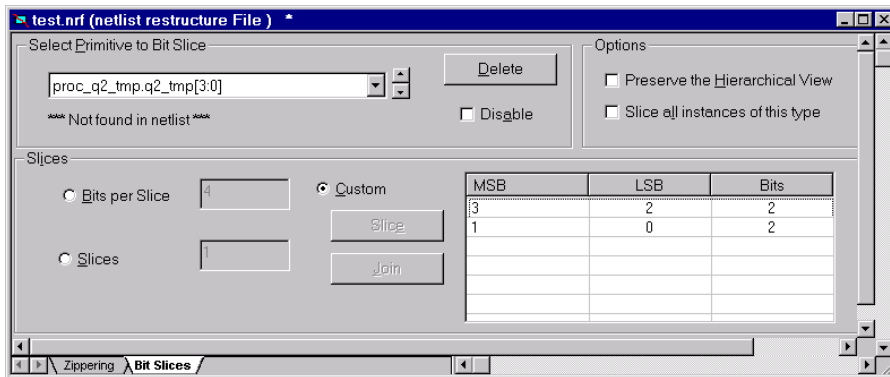 test.nrf (netlist restructure File ) *
Select Primitive to Bit Slice
proc_q2_tmp.q2_tmp[3:0]
*** Not found in netlist ***
Delete
Disable
Options
Preserve the Hierarchical View
Slice all instances of this type
Slices
Bits per Slice
4
Slices
1
Custom
Slice
Join
MSB LSB Bits
3 2 2
1 0 2
Zippering Bit Slices